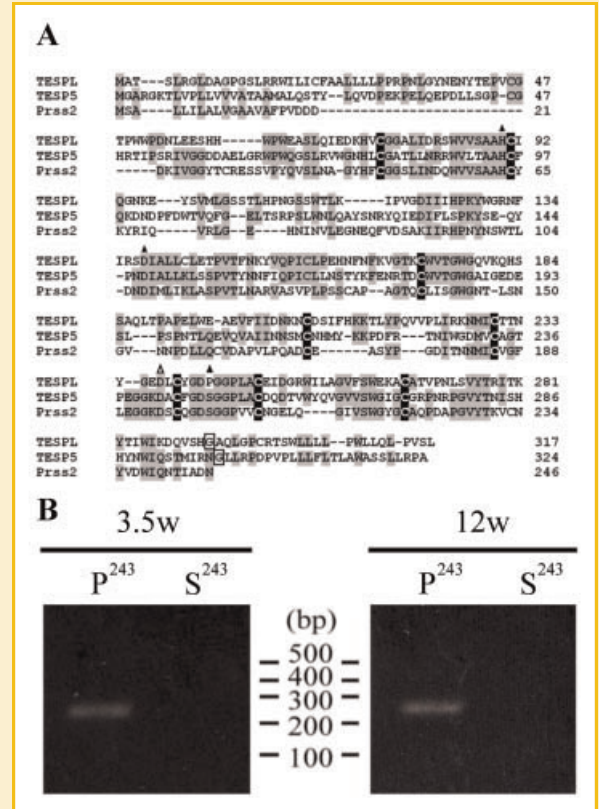 A
TESPL MAT---SLRGLDAGPGSLRRWILICFAALLLLPPRPNLGYNENYTEPVCG 47
TESP5 MGARGKTLVPLLVVVATAAMALQSTY--LQVDPEKPELQEPDLLSGP-CG 47
Prss2 MSA---LLILALVGAAVAFPVDDD-------------------------- 21
TESPL TPWWPDNLEESHH-----WPWEASLQIEDKHVCGGALIDRSWVVSAAHCI 92
TESP5 HRTIPSRIVGGDDAELGRWPWQGSLRVWGNHLCGATLLNRRWVLTAAHCF 97
Prss2 ----DKIVGGYTCRESSVPYQVSLNA-GYHFCGGSLINDQWVVSAAHCY 65
TESPL QGNKE---YSVMLGSSTLHPNGSSWTLK----IPVGDIIIHPKYWGRNF 134
TESP5 QKDNDPFDWTVQFG--ELTSRPSLWNLQAYSNRYQIEDIFLSPKYSE-QY 144
Prss2 KYRIQ----VRLG--E--HNINVLEGNEQFVDSAKIIRHPNYNSWTL 104
TESPL IRSDIALLCLETPVTFNKYVQPICLPEHNFNFKVGTKCWVTGWGQVKQHS 184
TESP5 -PNDIALLKLSSPVTYNNFIQPICLLNSTYKFENRTDCWVTGWGAIGEDE 193
Prss2 DNDIMLIKLASPVTLNARVASVPLPSSCAP--AGTQCLISGWGNT-LSN 150
TESPL SAQLTPAPELWE-AEVFIIDNKNCDSIFHKKTLYPQVVPLIRKNMICTTN 233
TESP5 SL--PSPNTLQEVQVAIINNSMCNHMY-KKPDFRTNIWGDMVCAGT 236
Prss2 GV--NNPDLLQCVDAPVLPQADCE-----ASYP---GDITNNMICVGF 188
TESPL Y--GEDLCYGDPGGPLACEIDGRWILAGVFSWEKACATVPNLSVYTRITK 281
TESP5 PEGGKDACFGDSGGPLACDQDTVWYQVGVVSWGIGCGRPNRPGVYTNISH 286
Prss2 LEGGKDSCQGDSGGPVVCNGELQ----GIVSWGYGCAQPDAPGVYTKVCN 234
TESPL YTIWIKDQVSHGAQLGPCRTSWLLLL--PWLLQL-PVSL 317
TESP5 HYNWIQSTMIRNGLLRPDPVPLLLFLTLAWASSLLRPA 324
Prss2 YVDWIQNTIADN 246
B
3.5w 12w
P243 S243 P243 S243
(bp)
500
400
300
200
100